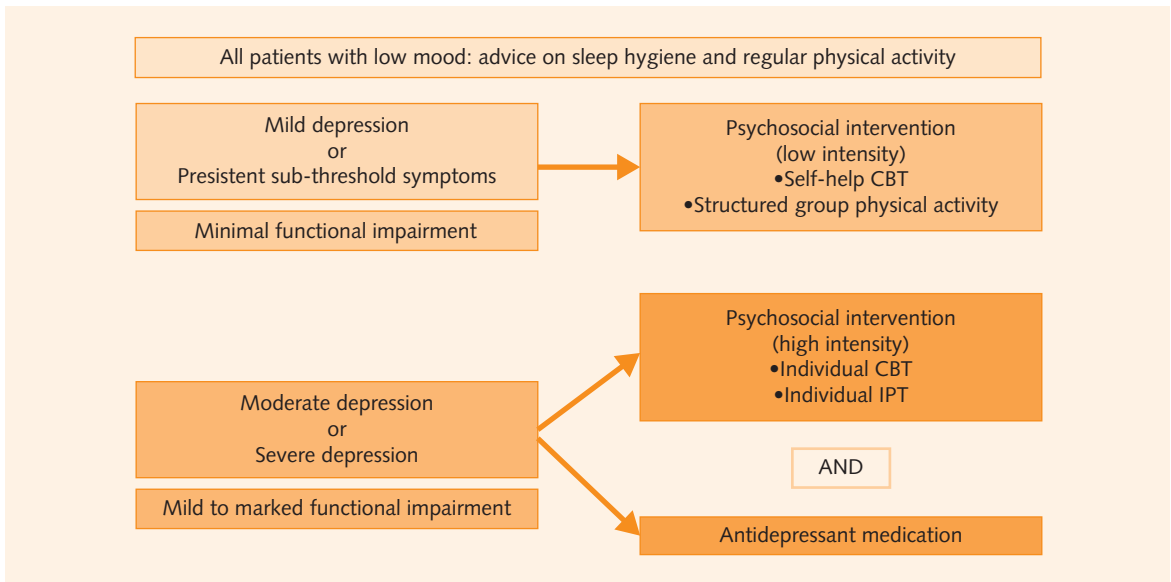 All patients with low mood: advice on sleep hygiene and regular physical activity
Mild depression
or
Presistent sub-threshold symptoms
Minimal functional impairment
Psychosocial intervention
(low intensity)
•Self-help CBT
•Structured group physical activity
Moderate depression
or
Severe depression
Mild to marked functional impairment
Psychosocial intervention
(high intensity)
•Individual CBT
•Individual IPT
AND
Antidepressant medication